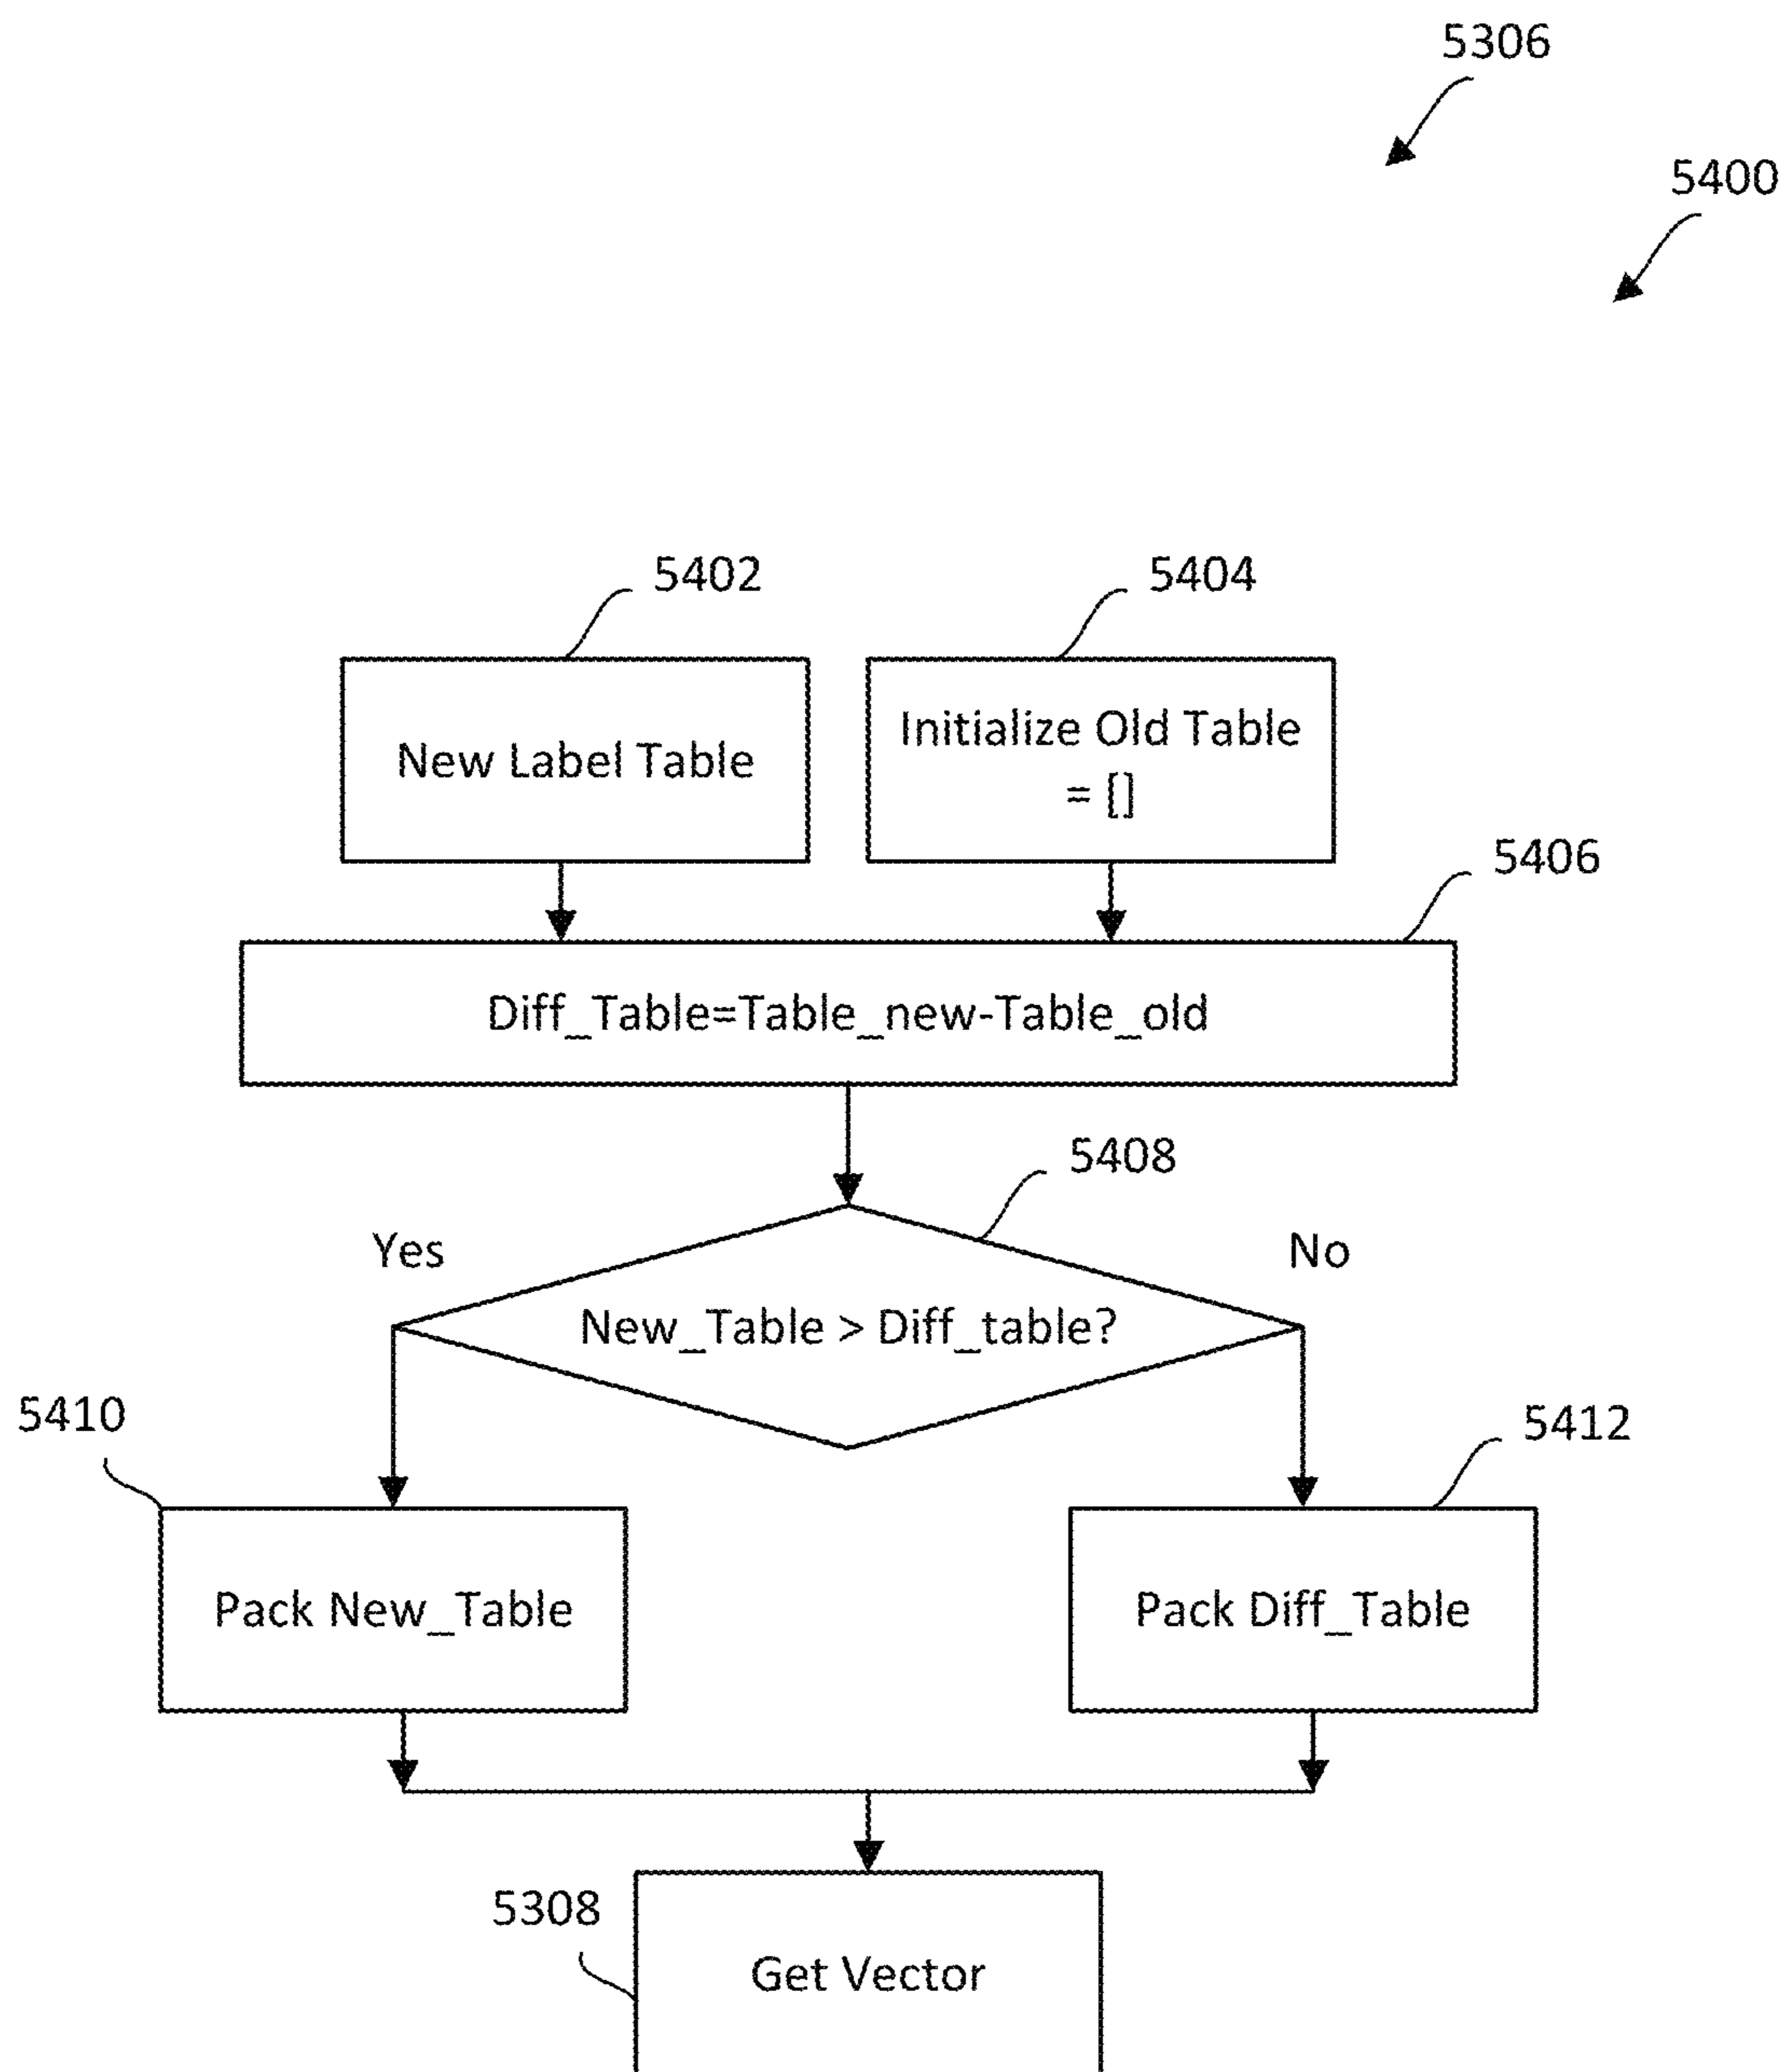 5306
5400
5402
5404
New Label Table
Initialize Old Table
= []
5406
Diff_Table=Table_new-Table_old
5408
Yes
No
New_Table > Diff_table?
5410
5412
Pack New_Table
Pack Diff_Table
5308
Get Vector